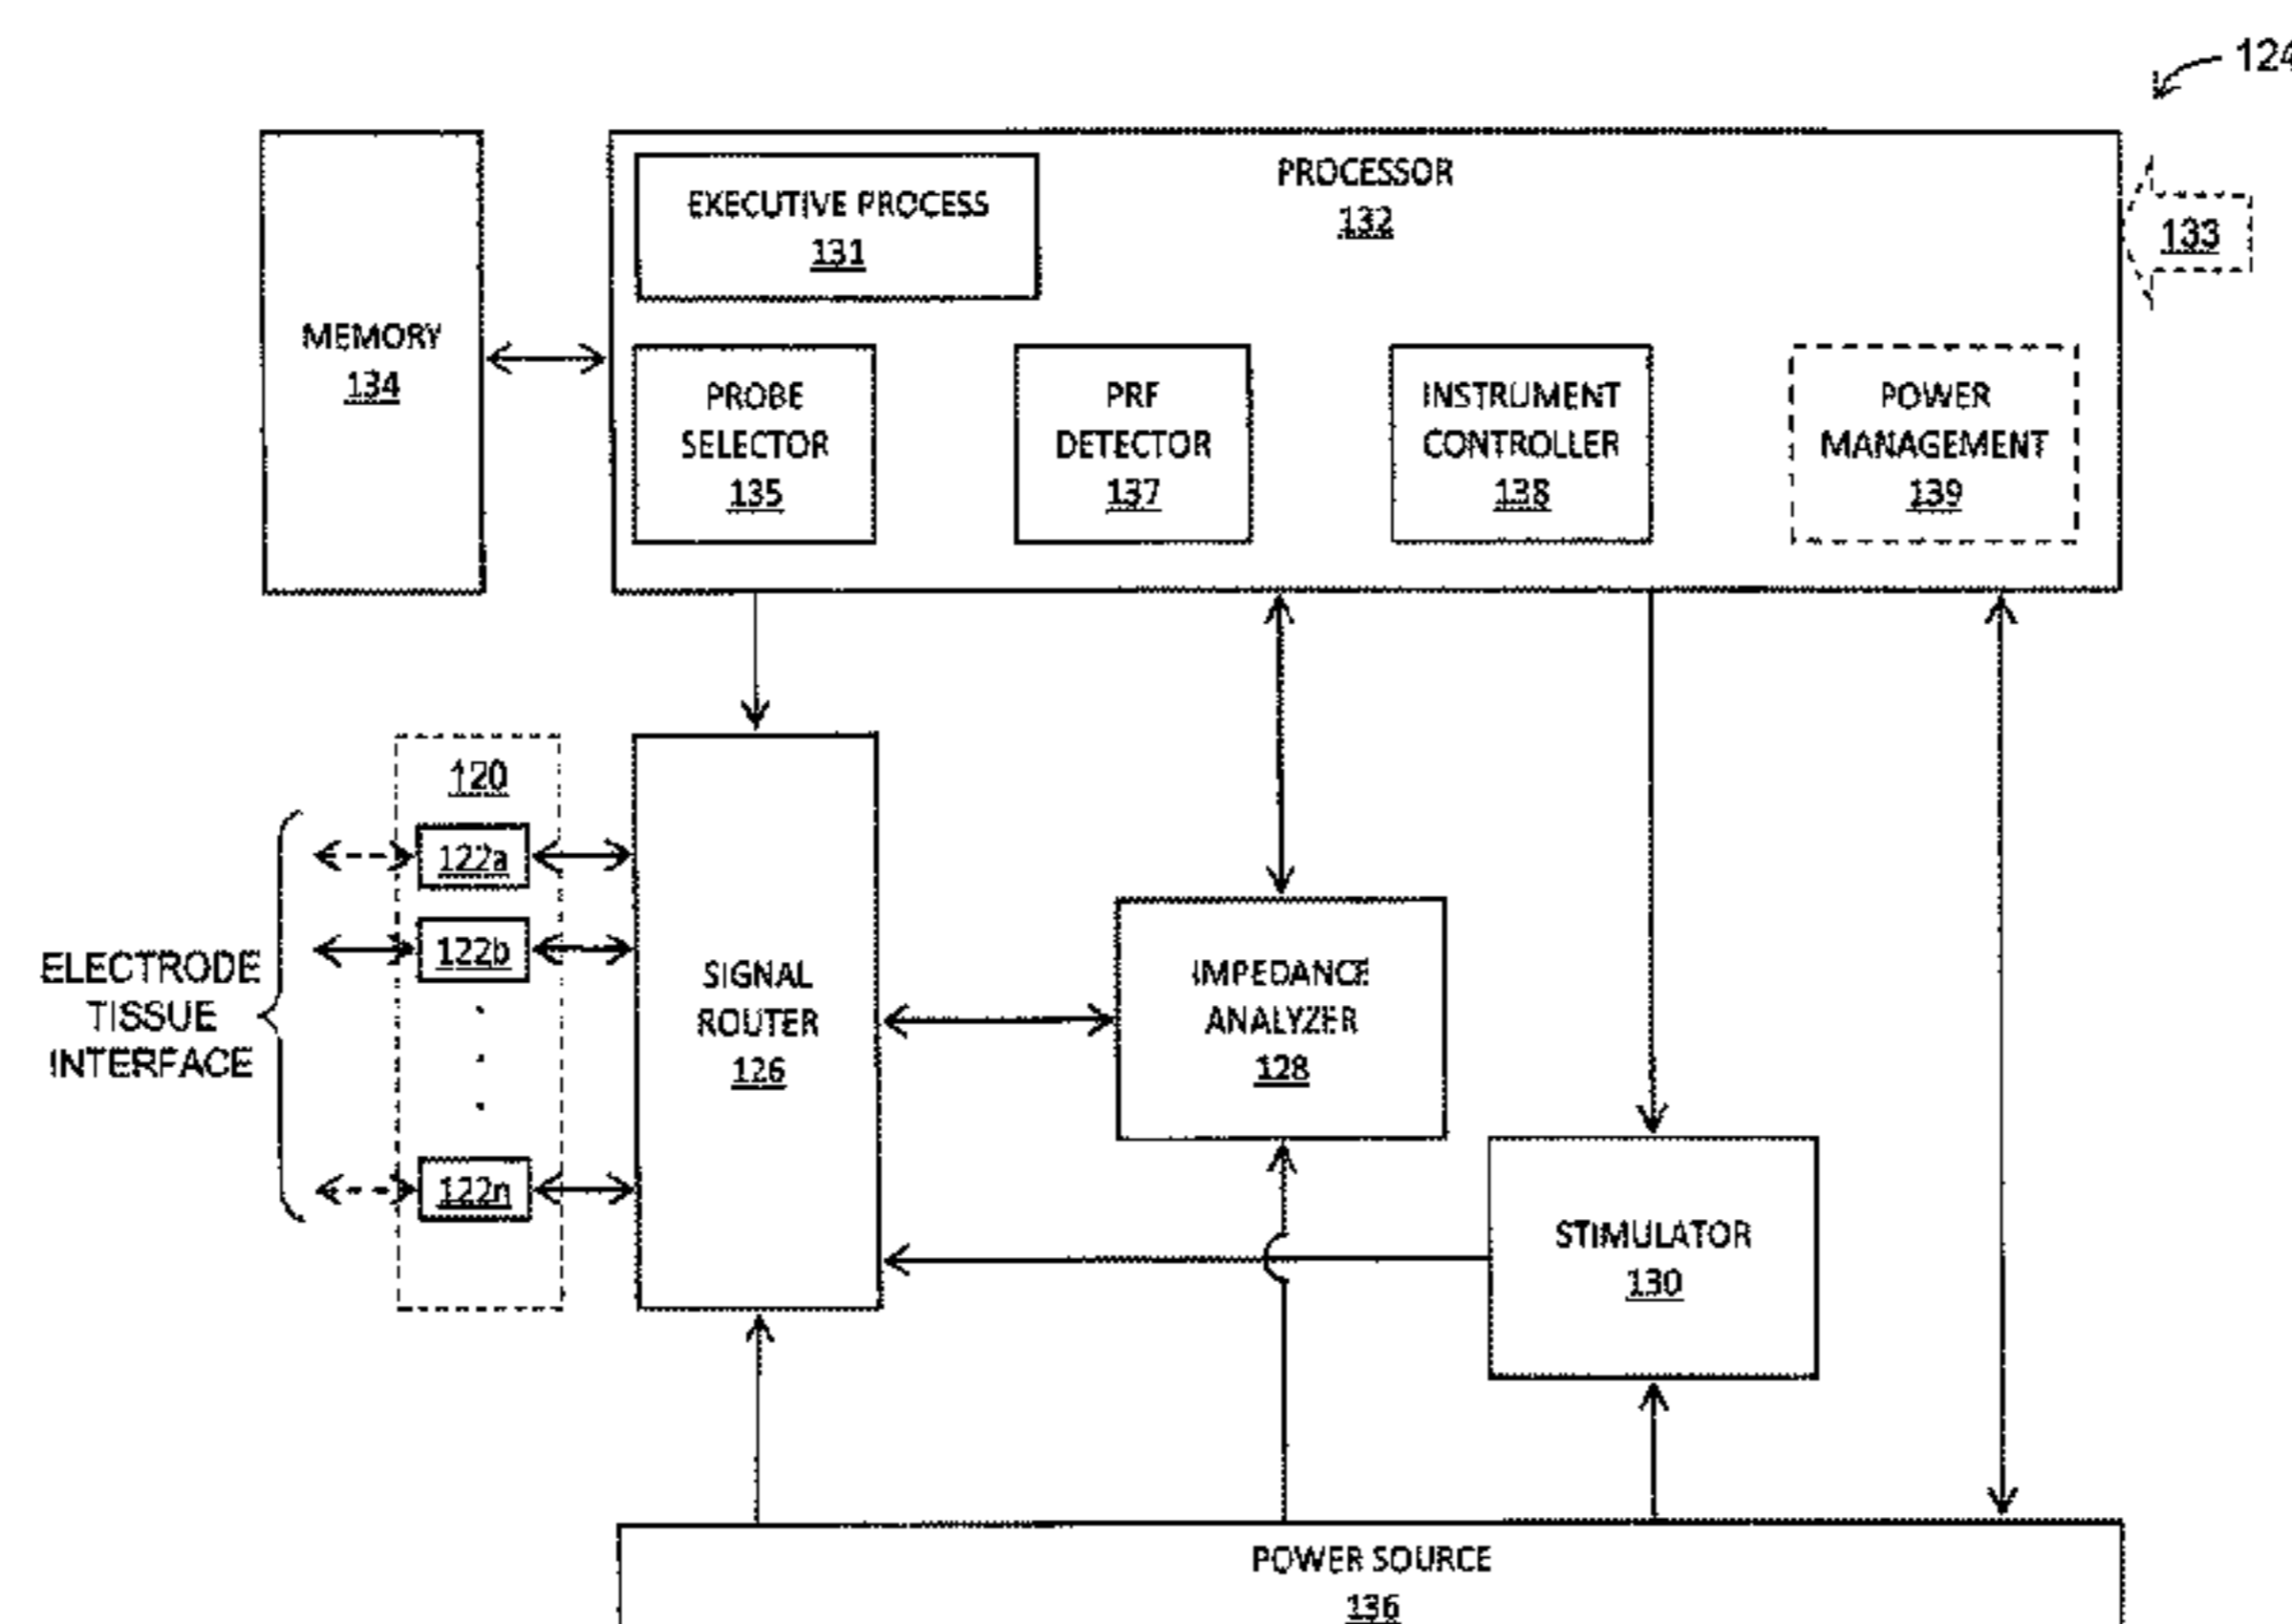 124
PROCESSOR
132
EXECUTIVE PROCESS
131
133
MEMORY
134
PROBE
SELECTOR
135
PRF
DETECTOR
137
INSTRUMENT
CONTROLLER
138
POWER
MANAGEMENT
139
120
122a
122b
122n
ELECTRODE
TISSUE
INTERFACE
SIGNAL
ROUTER
126
IMPEDANCE
ANALYZER
128
STIMULATOR
130
POWER SOURCE
136